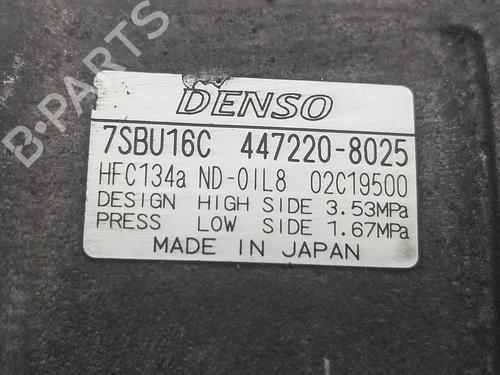 B-PARTS
DENSO
7SBU16C 447220-8025
HFC134a ND-OIL8 02C19500
DESIGN HIGH SIDE 3.53MPa
PRESS LOW SIDE 1.67MPa
MADE IN JAPAN